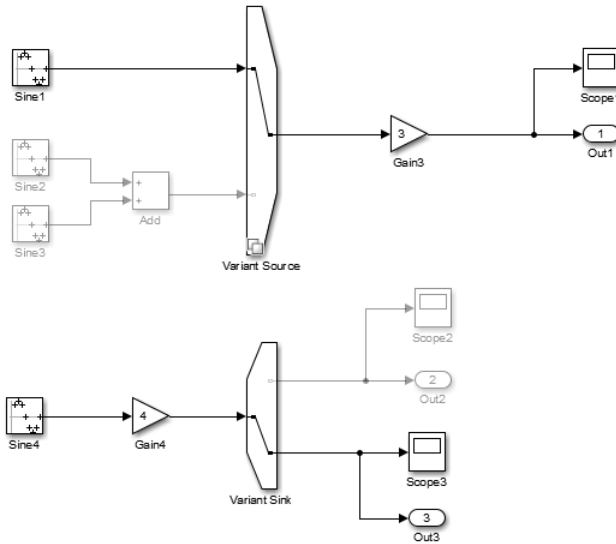 Sine1
Scope1
3
Gain3
1
Out1
Sine2
+
+
Add
Sine3
Variant Source
Scope2
2
Out2
4
Sine4
Gain4
Scope3
Variant Sink
3
Out3